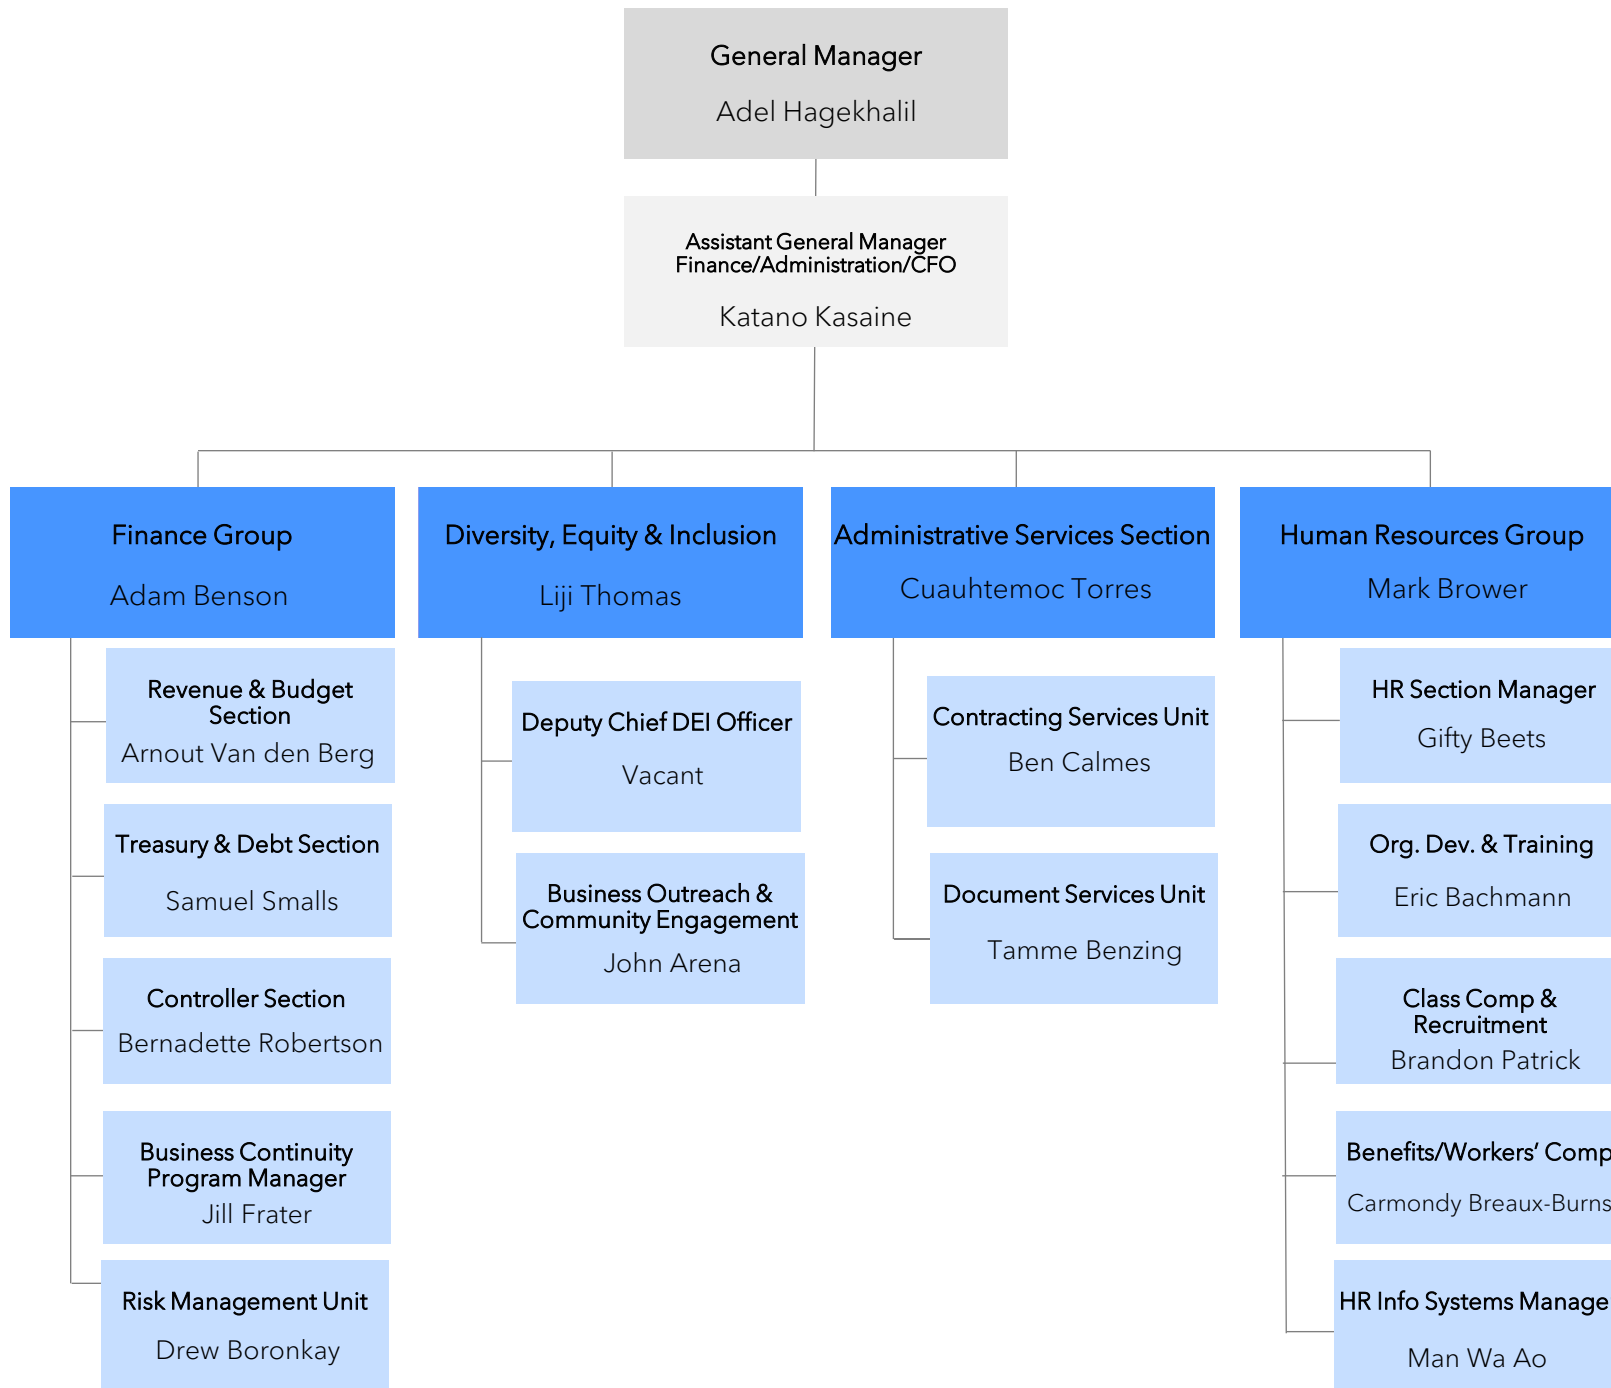 General Manager
Adel Hagekhalil
Assistant General Manager
Finance/Administration/CFO
Katano Kasaine
Finance Group
Adam Benson
Revenue & Budget
Section
Arnout Van den Berg
Treasury & Debt Section
Samuel Smalls
Controller Section
Bernadette Robertson
Business Continuity
Program Manager
Jill Frater
Risk Management Unit
Drew Boronkay
Diversity, Equity & Inclusion
Liji Thomas
Deputy Chief DEI Officer
Vacant
Business Outreach &
Community Engagement
John Arena
Administrative Services Section
Cuauhtemoc Torres
Contracting Services Unit
Ben Calmes
Document Services Unit
Tamme Benzing
Human Resources Group
Mark Brower
HR Section Manager
Gifty Beets
Org. Dev. & Training
Eric Bachmann
Class Comp &
Recruitment
Brandon Patrick
Benefits/Workers’ Comp
Carmondy Breaux-Burns
HR Info Systems Manage
Man Wa Ao